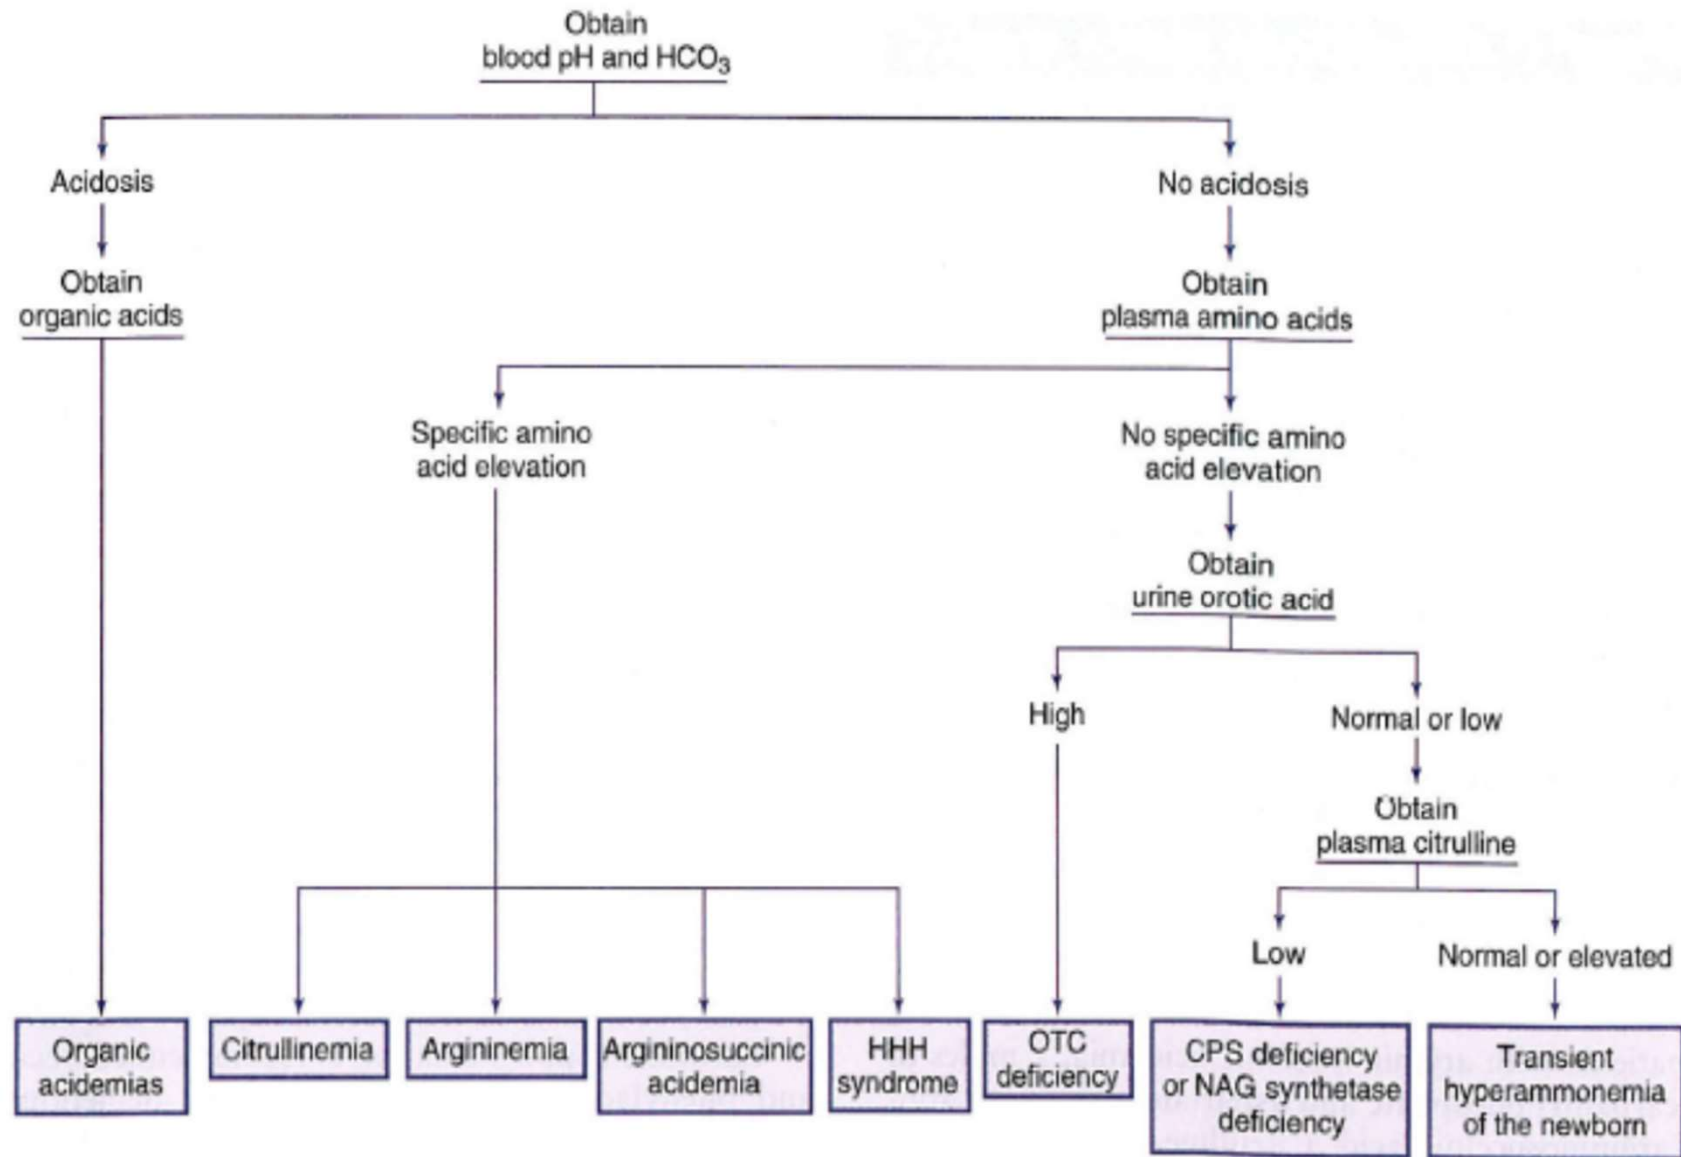 Obtain
blood pH and HCO3
Acidosis
No acidosis
Obtain
organic acids
Obtain
plasma amino acids
Specific amino
acid elevation
No specific amino
acid elevation
Obtain
urine orotic acid
High
Normal or low
Obtain
plasma citrulline
Low
Normal or elevated
Organic
acidemias
Citrullinemia
Argininemia
Argininosuccinic
acidemia
HHH
syndrome
OTC
deficiency
CPS deficiency
or NAG synthetase
deficiency
Transient
hyperammonemia
of the newborn